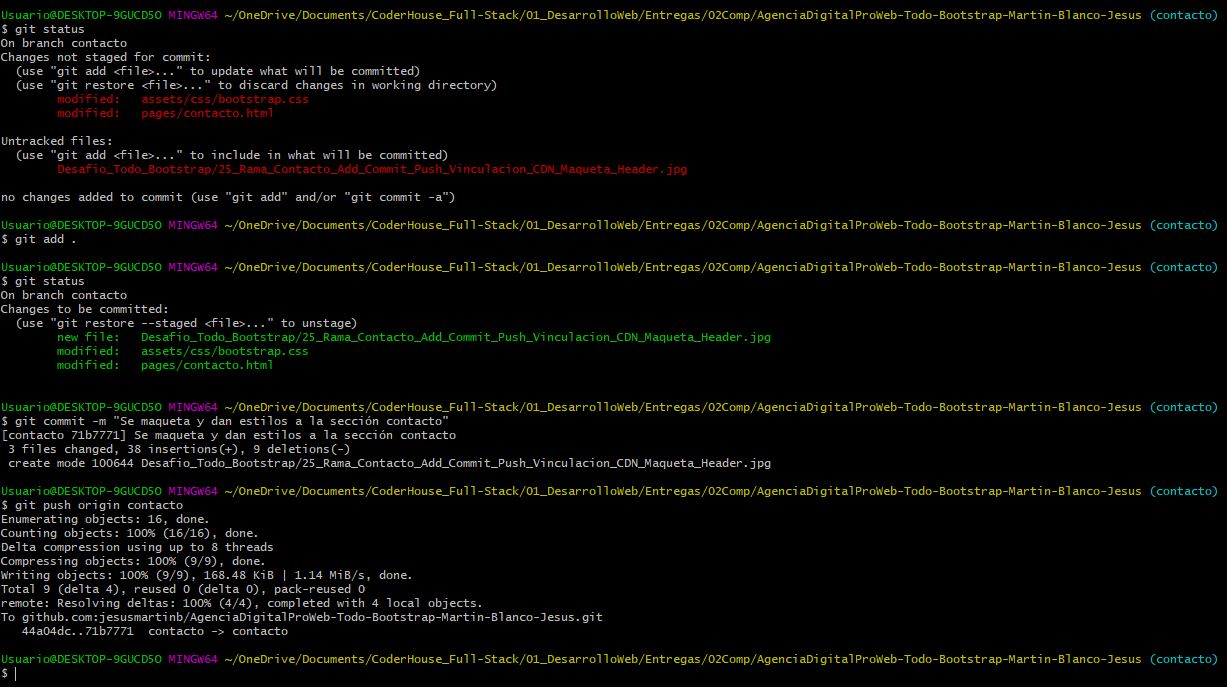 Usuario@DESKTOP-9GUCD5O MINGW64 ~/OneDrive/Documents/CoderHouse_Full-Stack/01_DesarrolloWeb/Entregas/02Comp/AgenciaDigitalProWeb-Todo-Bootstrap-Martin-Blanco-Jesus (contacto)
$ git status
On branch contacto
Changes not staged for commit:
  (use "git add <file>..." to update what will be committed)
  (use "git restore <file>..." to discard changes in working directory)
        modified:   assets/css/bootstrap.css
        modified:   pages/contacto.html

Untracked files:
  (use "git add <file>..." to include in what will be committed)
        Desafio_Todo_Bootstrap/25_Rama_Contacto_Add_Commit_Push_Vinculacion_CDN_Maqueta_Header.jpg

no changes added to commit (use "git add" and/or "git commit -a")

Usuario@DESKTOP-9GUCD5O MINGW64 ~/OneDrive/Documents/CoderHouse_Full-Stack/01_DesarrolloWeb/Entregas/02Comp/AgenciaDigitalProWeb-Todo-Bootstrap-Martin-Blanco-Jesus (contacto)
$ git add .

Usuario@DESKTOP-9GUCD5O MINGW64 ~/OneDrive/Documents/CoderHouse_Full-Stack/01_DesarrolloWeb/Entregas/02Comp/AgenciaDigitalProWeb-Todo-Bootstrap-Martin-Blanco-Jesus (contacto)
$ git status
On branch contacto
Changes to be committed:
  (use "git restore --staged <file>..." to unstage)
        new file:   Desafio_Todo_Bootstrap/25_Rama_Contacto_Add_Commit_Push_Vinculacion_CDN_Maqueta_Header.jpg
        modified:   assets/css/bootstrap.css
        modified:   pages/contacto.html

Usuario@DESKTOP-9GUCD5O MINGW64 ~/OneDrive/Documents/CoderHouse_Full-Stack/01_DesarrolloWeb/Entregas/02Comp/AgenciaDigitalProWeb-Todo-Bootstrap-Martin-Blanco-Jesus (contacto)
$ git commit -m "Se maqueta y dan estilos a la sección contacto"
[contacto 71b7771] Se maqueta y dan estilos a la sección contacto
 3 files changed, 38 insertions(+), 9 deletions(-)
 create mode 100644 Desafio_Todo_Bootstrap/25_Rama_Contacto_Add_Commit_Push_Vinculacion_CDN_Maqueta_Header.jpg

Usuario@DESKTOP-9GUCD5O MINGW64 ~/OneDrive/Documents/CoderHouse_Full-Stack/01_DesarrolloWeb/Entregas/02Comp/AgenciaDigitalProWeb-Todo-Bootstrap-Martin-Blanco-Jesus (contacto)
$ git push origin contacto
Enumerating objects: 16, done.
Counting objects: 100% (16/16), done.
Delta compression using up to 8 threads
Compressing objects: 100% (9/9), done.
Writing objects: 100% (9/9), 168.48 KiB | 1.14 MiB/s, done.
Total 9 (delta 4), reused 0 (delta 0), pack-reused 0
remote: Resolving deltas: 100% (4/4), completed with 4 local objects.
To github.com:jesusmartinb/AgenciaDigitalProWeb-Todo-Bootstrap-Martin-Blanco-Jesus.git
   44a04dc..71b7771  contacto -> contacto

Usuario@DESKTOP-9GUCD5O MINGW64 ~/OneDrive/Documents/CoderHouse_Full-Stack/01_DesarrolloWeb/Entregas/02Comp/AgenciaDigitalProWeb-Todo-Bootstrap-Martin-Blanco-Jesus (contacto)
$